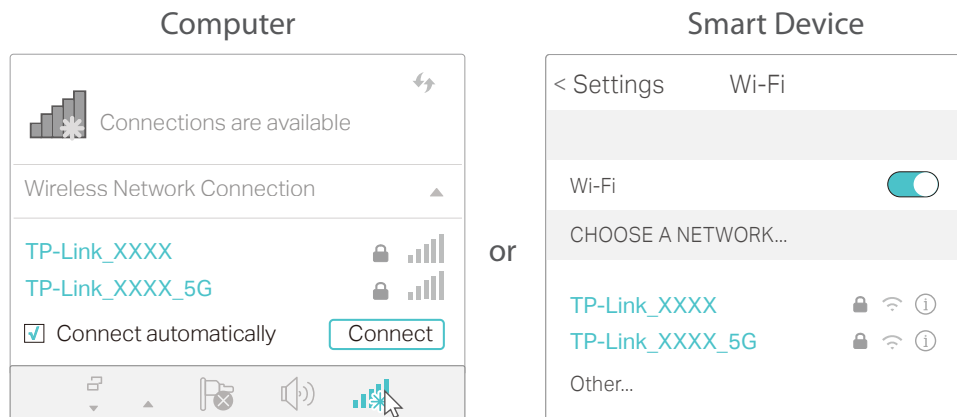 Computer
Connections are available
Wireless Network Connection
TP-Link_XXXX
TP-Link_XXXX_5G
Connect automatically Connect
or
Smart Device
< Settings Wi-Fi
Wi-Fi
CHOOSE A NETWORK...
TP-Link_XXXX
TP-Link_XXXX_5G
Other...